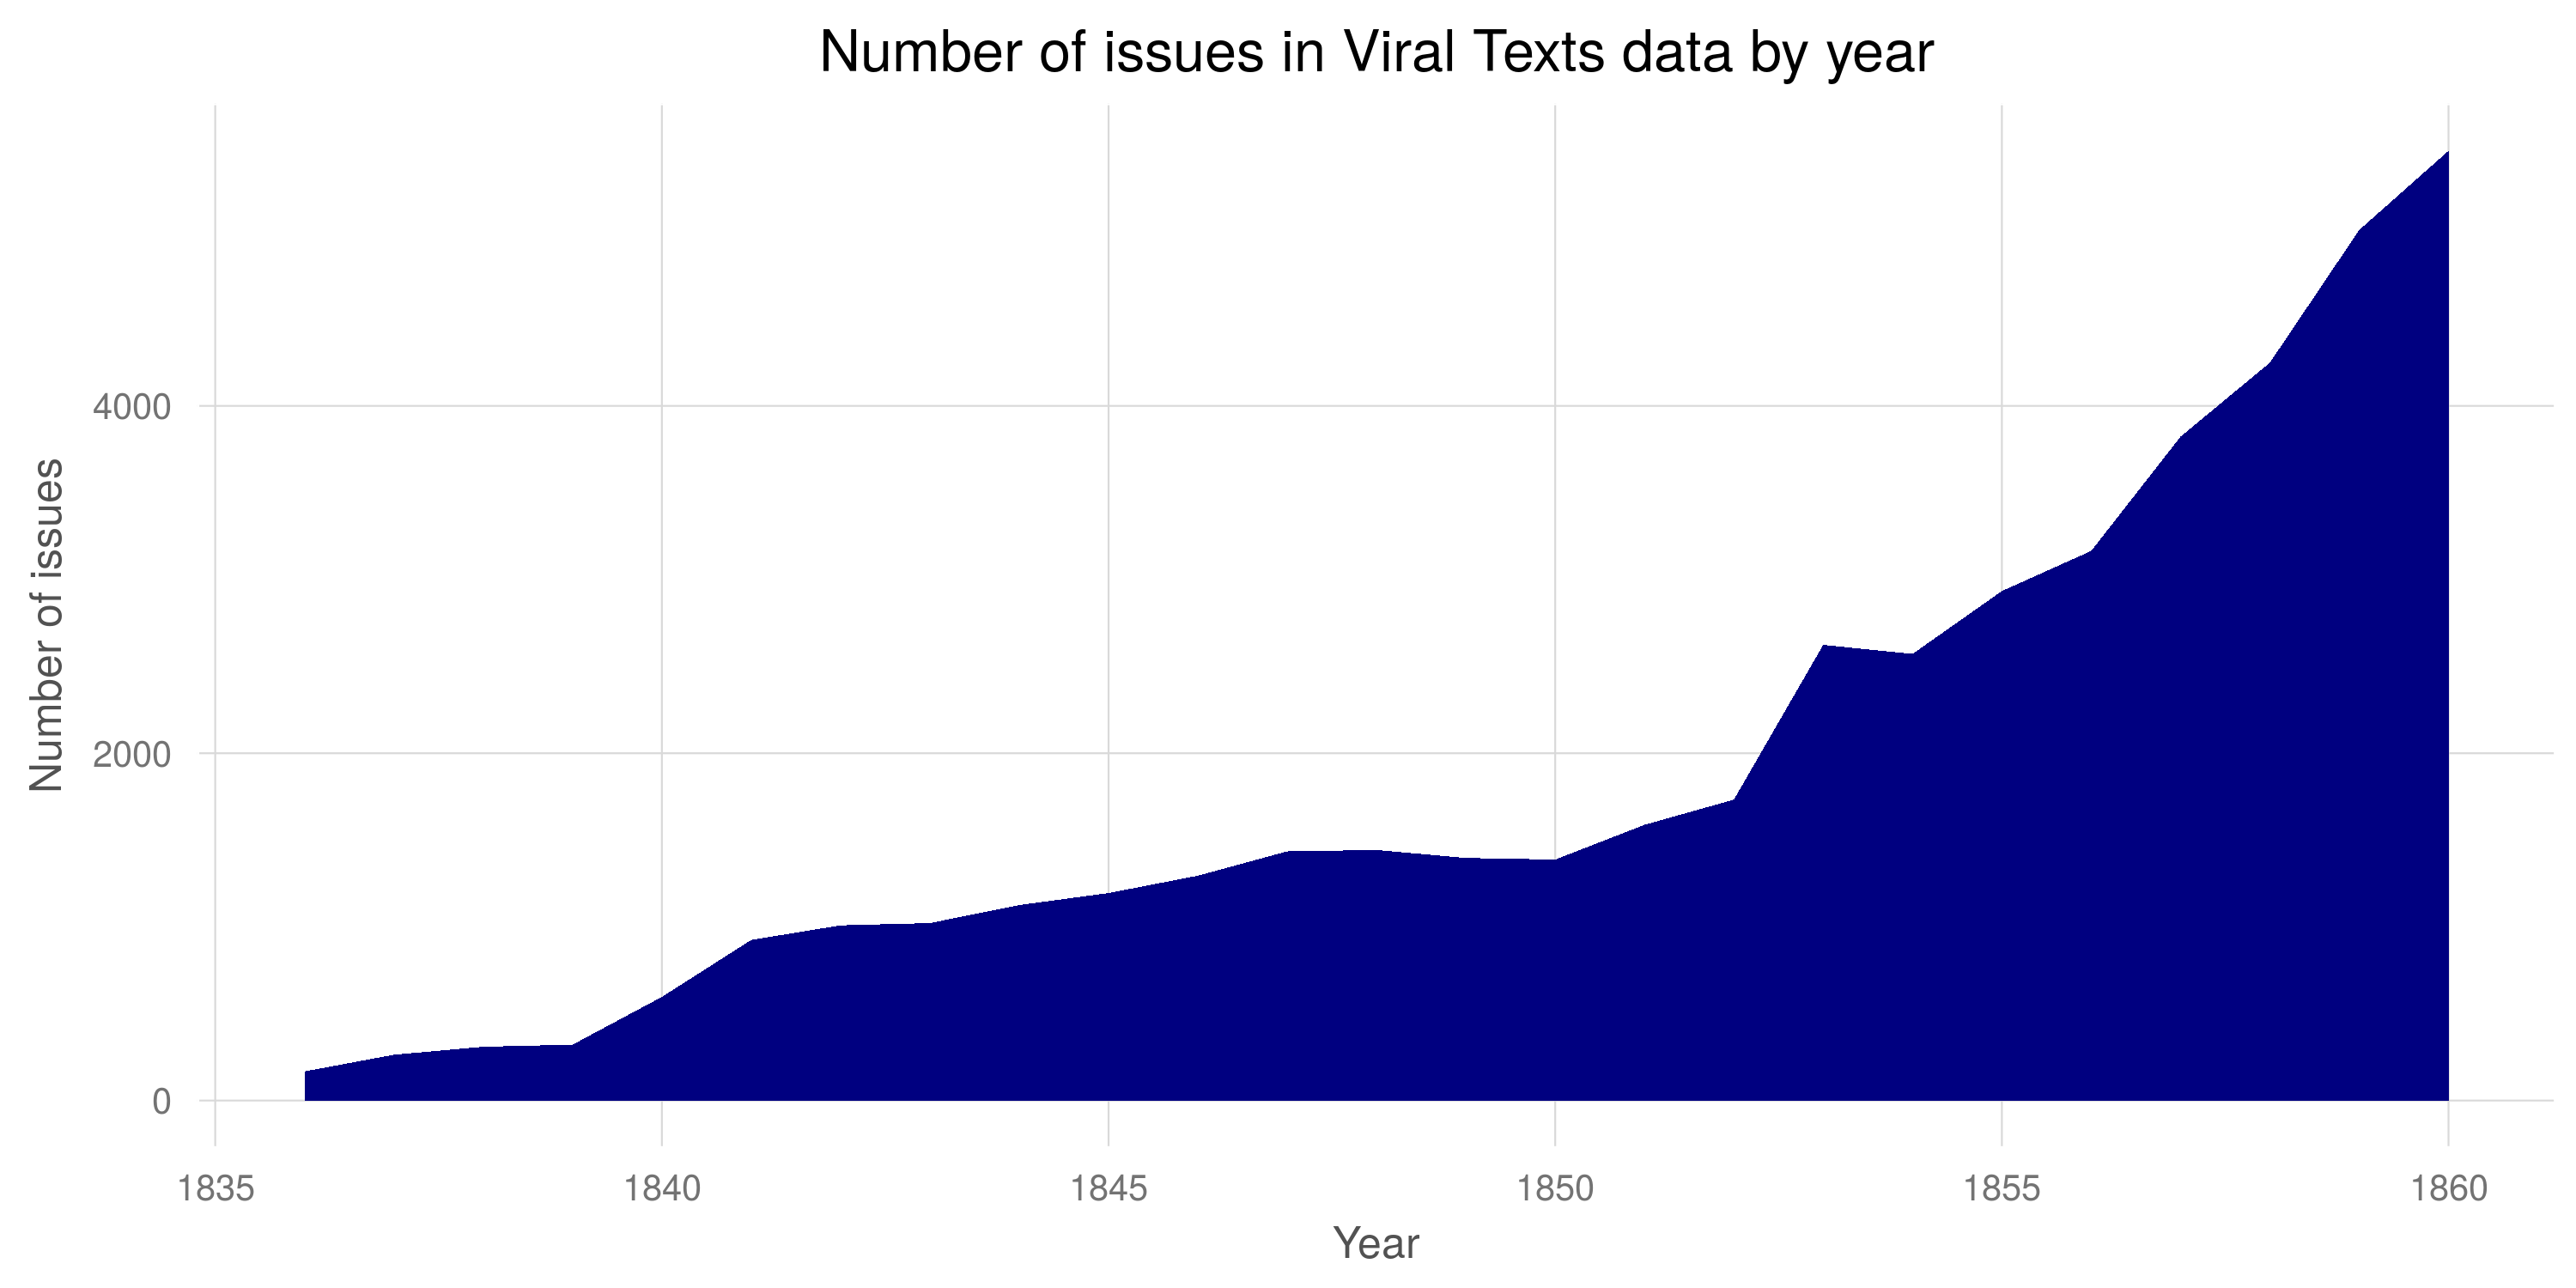 Number of issues in Viral Texts data by year
Number of issues
4000
2000
0
1835 1840 1845 1850 1855 1860
Year